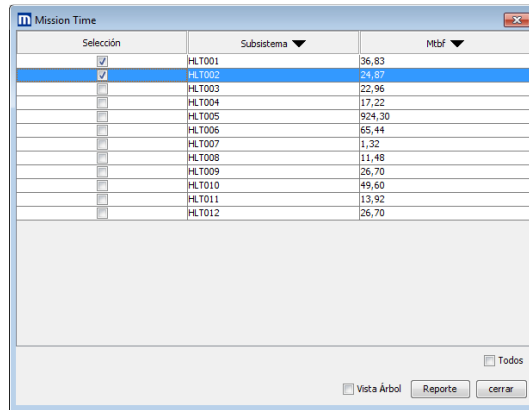 m Mission Time
Selección Subsistema Mtbf
HLT001 36,83
HLT002 24,87
HLT003 22,96
HLT004 17,22
HLT005 924,30
HLT006 65,44
HLT007 1,32
HLT008 11,48
HLT009 26,70
HLT010 49,60
HLT011 13,92
HLT012 26,70
Todos
Vista Árbol Reporte cerrar